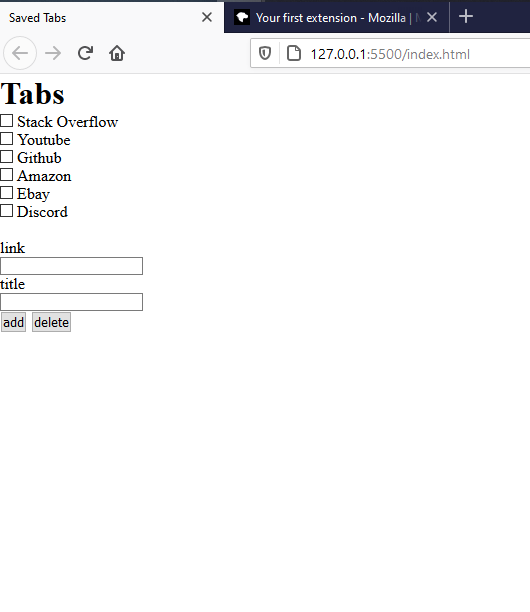 Saved Tabs
Your first extension - Mozilla |
127.0.0.1:5500/index.html
Tabs
Stack Overflow
Youtube
Github
Amazon
Ebay
Discord
link
title
add delete